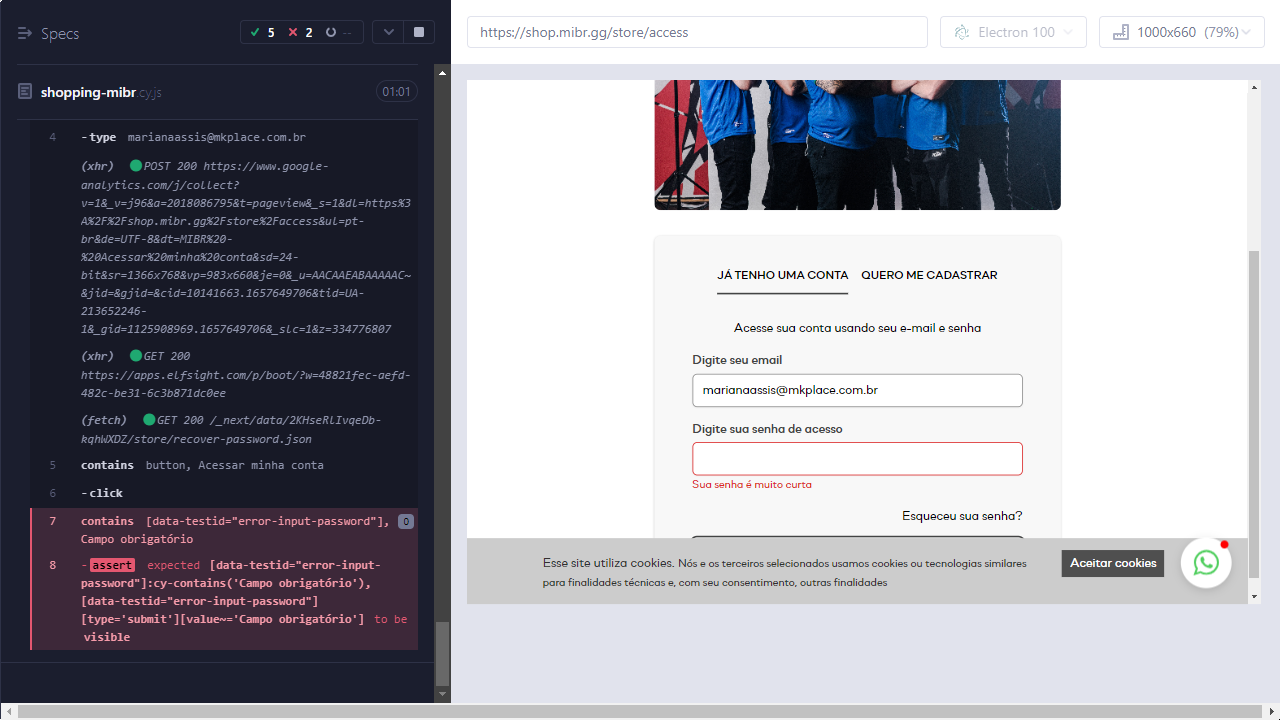 Specs
5 2 --
shopping-mibr.cy.js 01:01
4 -type marianaassis@mkplace.com.br
(xhr) POST 200 https://www.google-
analytics.com/j/collect?
v=1&_v=j96&a=2018086795&t=pageview&_s=1&dl=https%3
A%2F%2Fshop.mibr.gg%2Fstore%2Faccess&ul=pt-
br&de=UTF-8&dt=MIBR%20-
%20Acessar%20minha%20conta&sd=24-
bit&sr=1366x768&vp=983x660&je=0&_u=AACAAEABAAAAAC~
&jid=&gjid=&cid=10141663.1657649706&tid=UA-
213652246-
1&_gid=1125908969.1657649706&_slc=1&z=334776807
(xhr) GET 200
https://apps.elfsight.com/p/boot/?w=48821fec-aefd-
482c-be31-6c3b871dc0ee
(fetch) GET 200 /_next/data/2KHseRlIvqeDb-
kqhWXDZ/store/recover-password.json
5 contains button, Acessar minha conta
6 -click
7 contains [data-testid="error-input-password"], 0
Campo obrigatório
8 -assert expected [data-testid="error-input-
password"]:cy-contains('Campo obrigatório'),
[data-testid="error-input-password"]
[type='submit'][value~='Campo obrigatório'] to be
visible
https://shop.mibr.gg/store/access
Electron 100
1000x660 (79%)
JÁ TENHO UMA CONTA QUERO ME CADASTRAR
Acesse sua conta usando seu e-mail e senha
Digite seu email
marianaassis@mkplace.com.br
Digite sua senha de acesso
Sua senha é muito curta
Esqueceu sua senha?
Esse site utiliza cookies. Nós e os terceiros selecionados usamos cookies ou tecnologias similares
para finalidades técnicas e, com seu consentimento, outras finalidades
Aceitar cookies